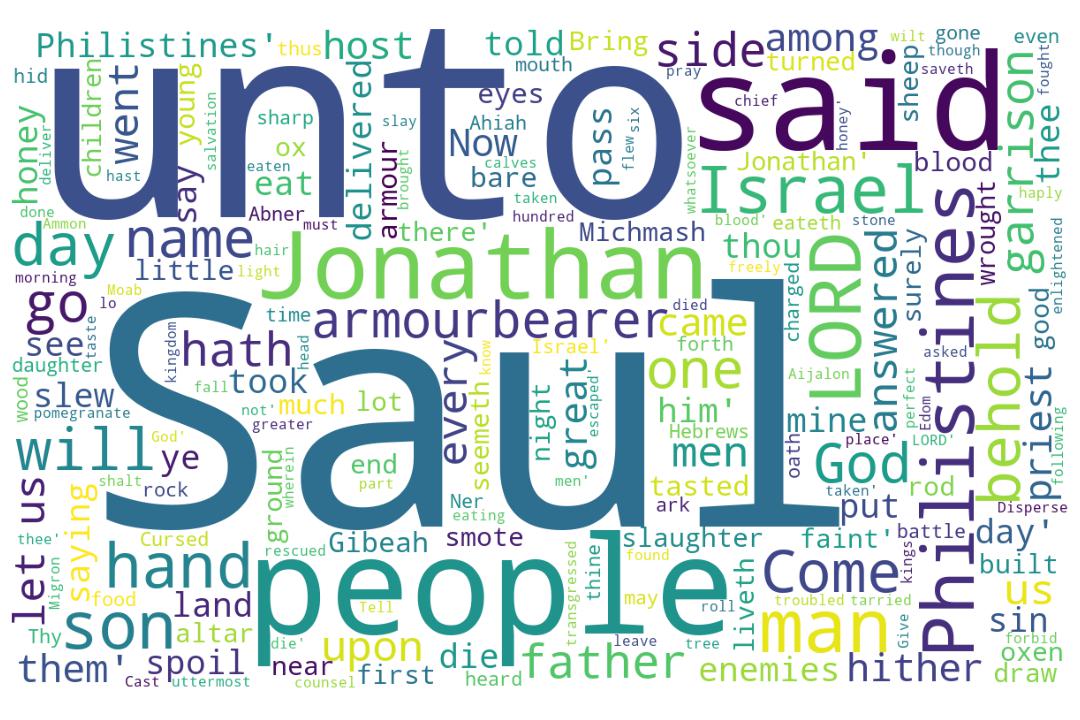 Philistines'
thus
host
told
Bring
side
among
wilt
gone
even
hid
mouth
turned
though
pray
saveth
fought
unto
said
eyes
sheep
chief
honey'
children
went
young
salvation
delivered
sharp
slay
Ahiah
Now
calves
pass
flew
six
whatsoever
Jonathan'
blood
garrison
thee
honey
deliver
hast
say
ox
eat
eaten
armour
brought
bare
taken
Israel
eateth
wrought
haply
done
Ammon
Abner
must
there'
hundred
Michmash
blood'
stone
enlightened
day
name
hair
Jonathan
thou
LORD
answered
surely
Philistines
behold
good
morning
Moab
little
light
freely
charged
go
lo
kingdom
time
armourbearer
died
came
asked
priest
following
see
taste
hath
head
Saul
Israel'
forth
daughter
fall
took
every
know
one
Aijalon
perfect
Edom
wood
slew
pomegranate
not'
much
lot
greater
seemeth
night
great
escaped'
him'
Hebrews
mine
oath
place'
LORD'
will
God'
ye
ground
wherein
end
part
men'
men
tasted
God
rod
let us
saying
shalt
rock
Ner
eating
ark
put
taken'
Disperse
thee'
Migron
Cursed
rescued
Gibeah
smote
slaughter
faint'
battle
day'
hand
people
thine
found
liveth
Come
kings
built
food
land
Tell
transgressed
may
roll
troubled
tarried
us
Thy
son
altar
upon
die'
leave
tree
man
Give
sin
forbid
them'
spoil
near
first
die
father
enemies
hither
oxen
Cast
uttermost
counsel
heard
draw